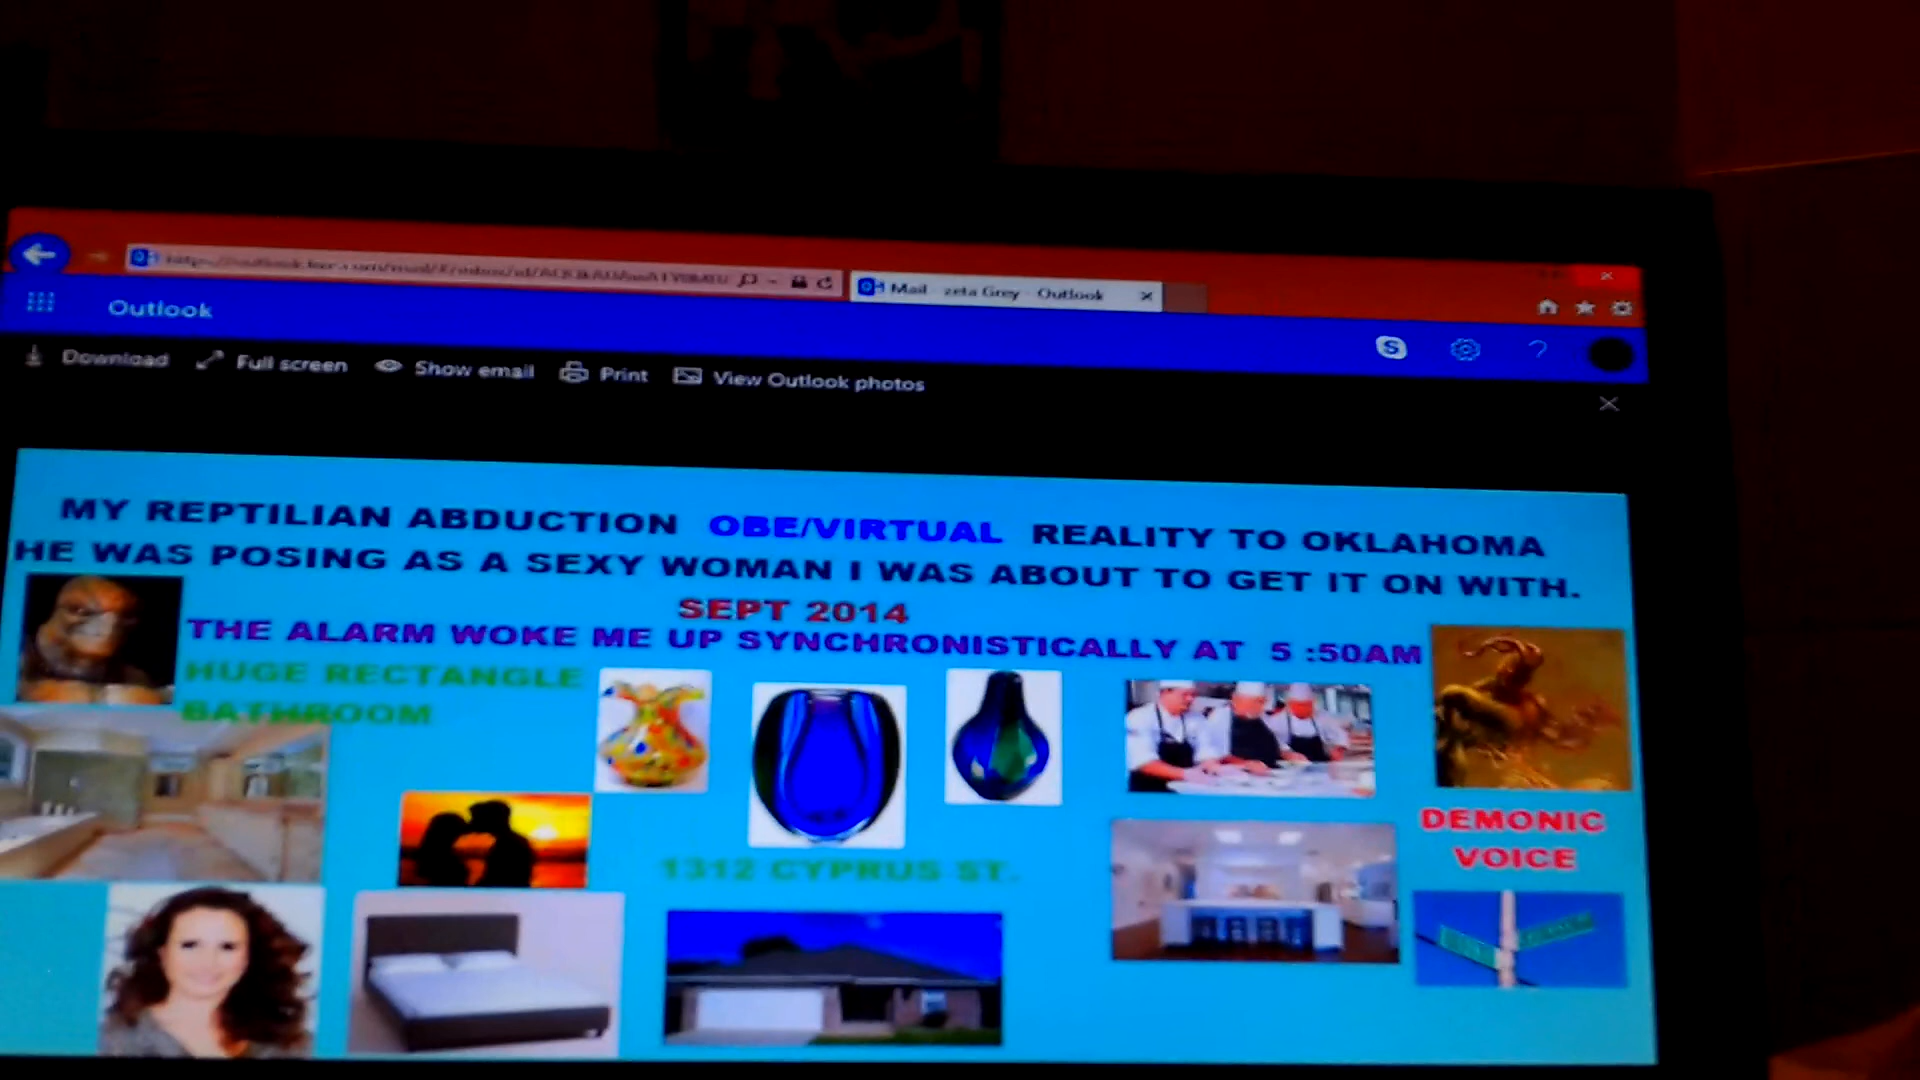 Mail - zeta Grey - Outlook
Outlook
Download Full screen Show email Print View Outlook photos
MY REPTILIAN ABDUCTION OBE/VIRTUAL REALITY TO OKLAHOMA
HE WAS POSING AS A SEXY WOMAN I WAS ABOUT TO GET IT ON WITH.
SEPT 2014
THE ALARM WOKE ME UP SYNCHRONISTICALLY AT 5 :50AM
HUGE RECTANGLE
BATHROOM
1312 CYPRUS ST.
DEMONIC
VOICE